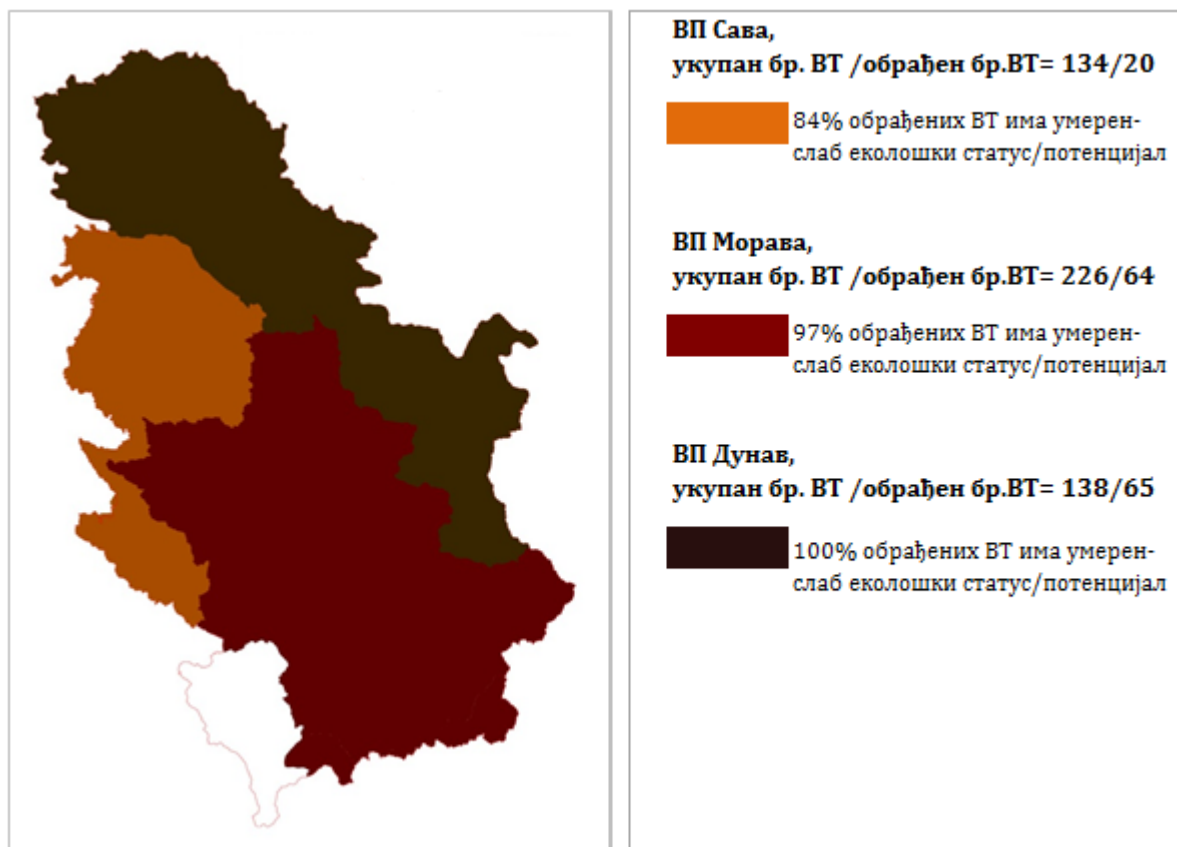 ВП Сава,
укупан бр. ВТ /обрађен бр.ВТ= 134/20
84% обрађених ВТ има умерен-
слаб еколошки статус/потенцијал
ВП Морава,
укупан бр. ВТ /обрађен бр.ВТ= 226/64
97% обрађених ВТ има умерен-
слаб еколошки статус/потенцијал
ВП Дунав,
укупан бр. ВТ /обрађен бр.ВТ= 138/65
100% обрађених ВТ има умерен-
слаб еколошки статус/потенцијал